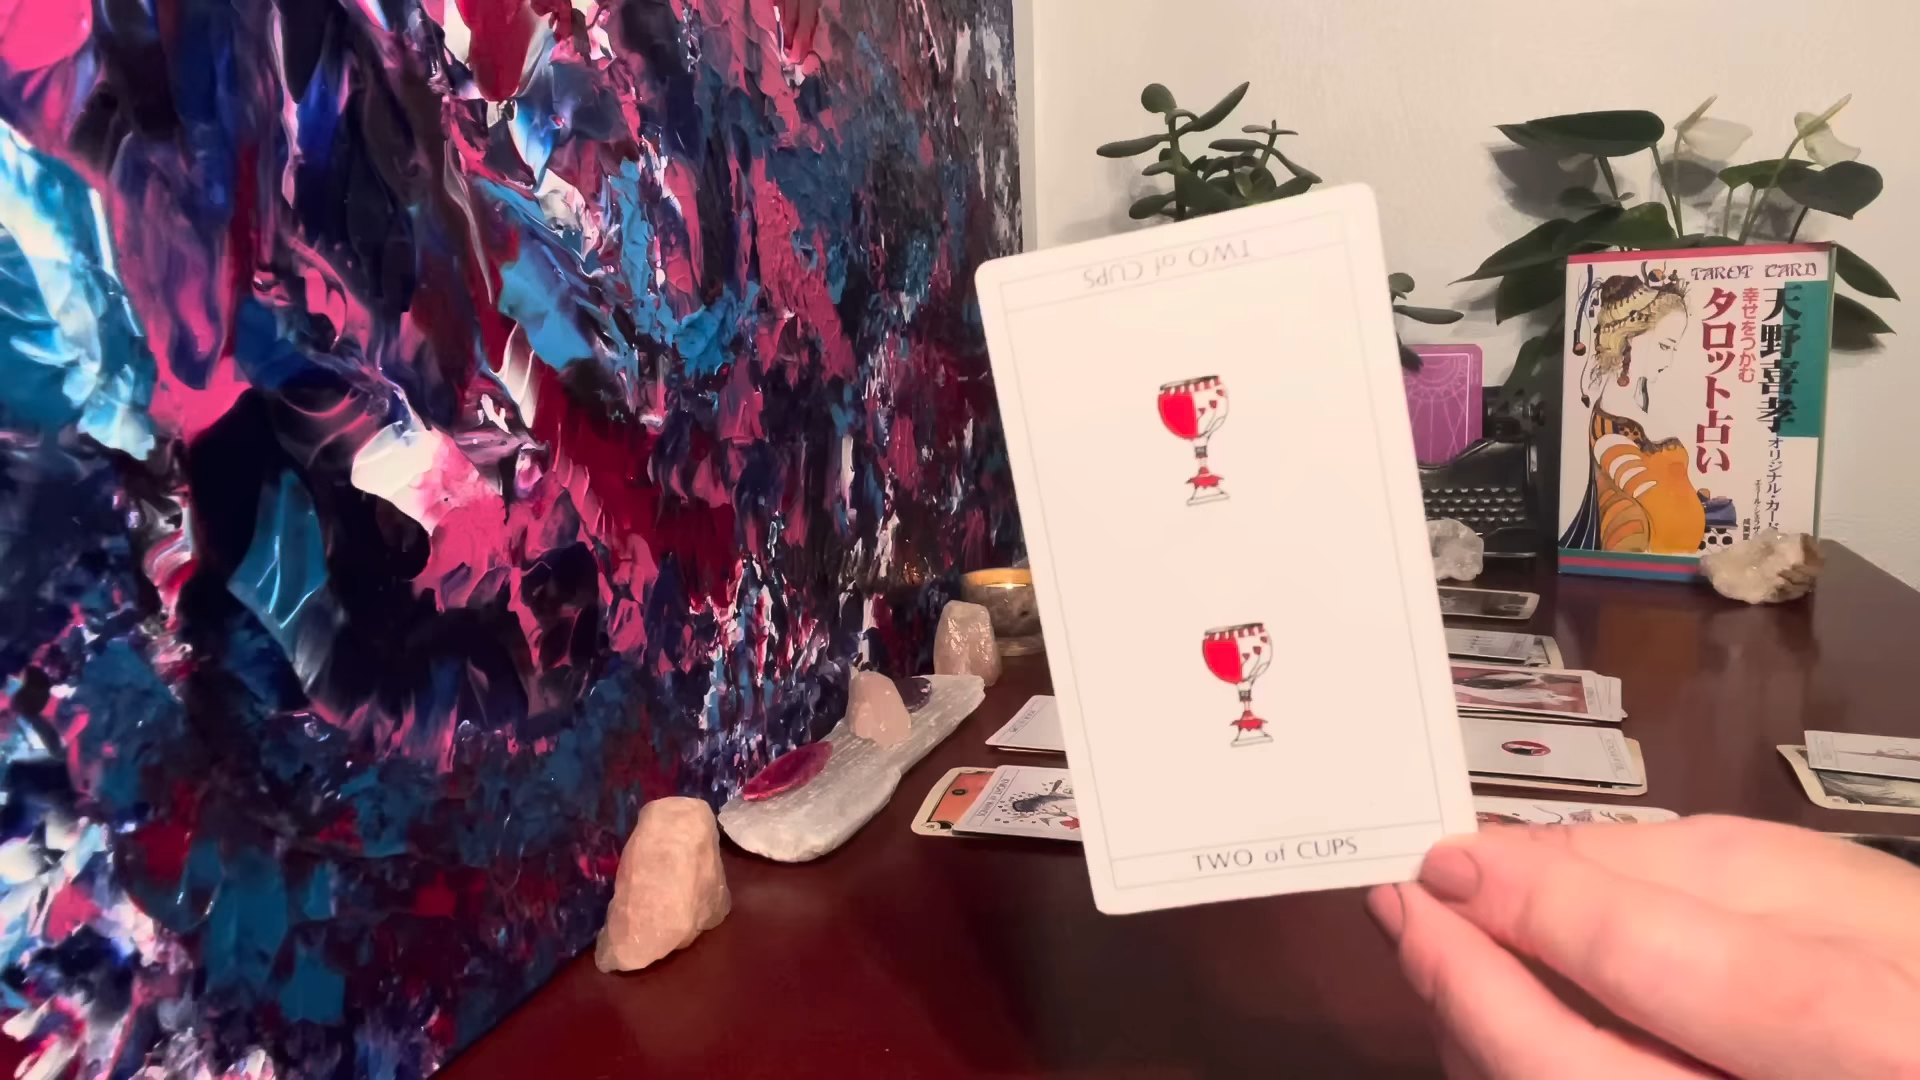 TWO of CUPS
TWO of CUPS
TAROT CARD
天野喜孝
オリジナル・カード
幸せをつかむ
タロット占い